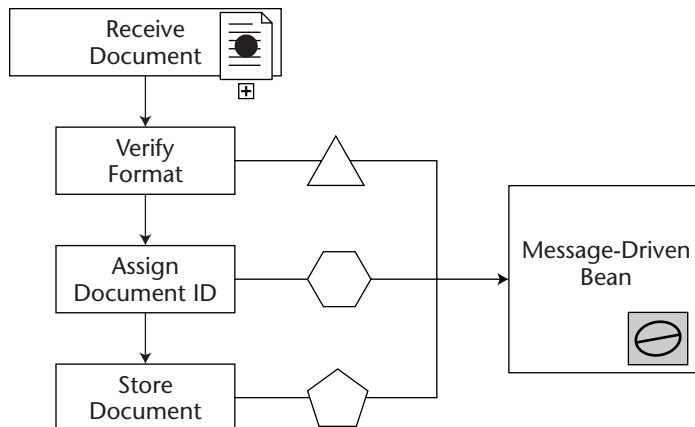 Receive
Document
Verify
Format
Assign
Document ID
Store
Document
Message-Driven
Bean